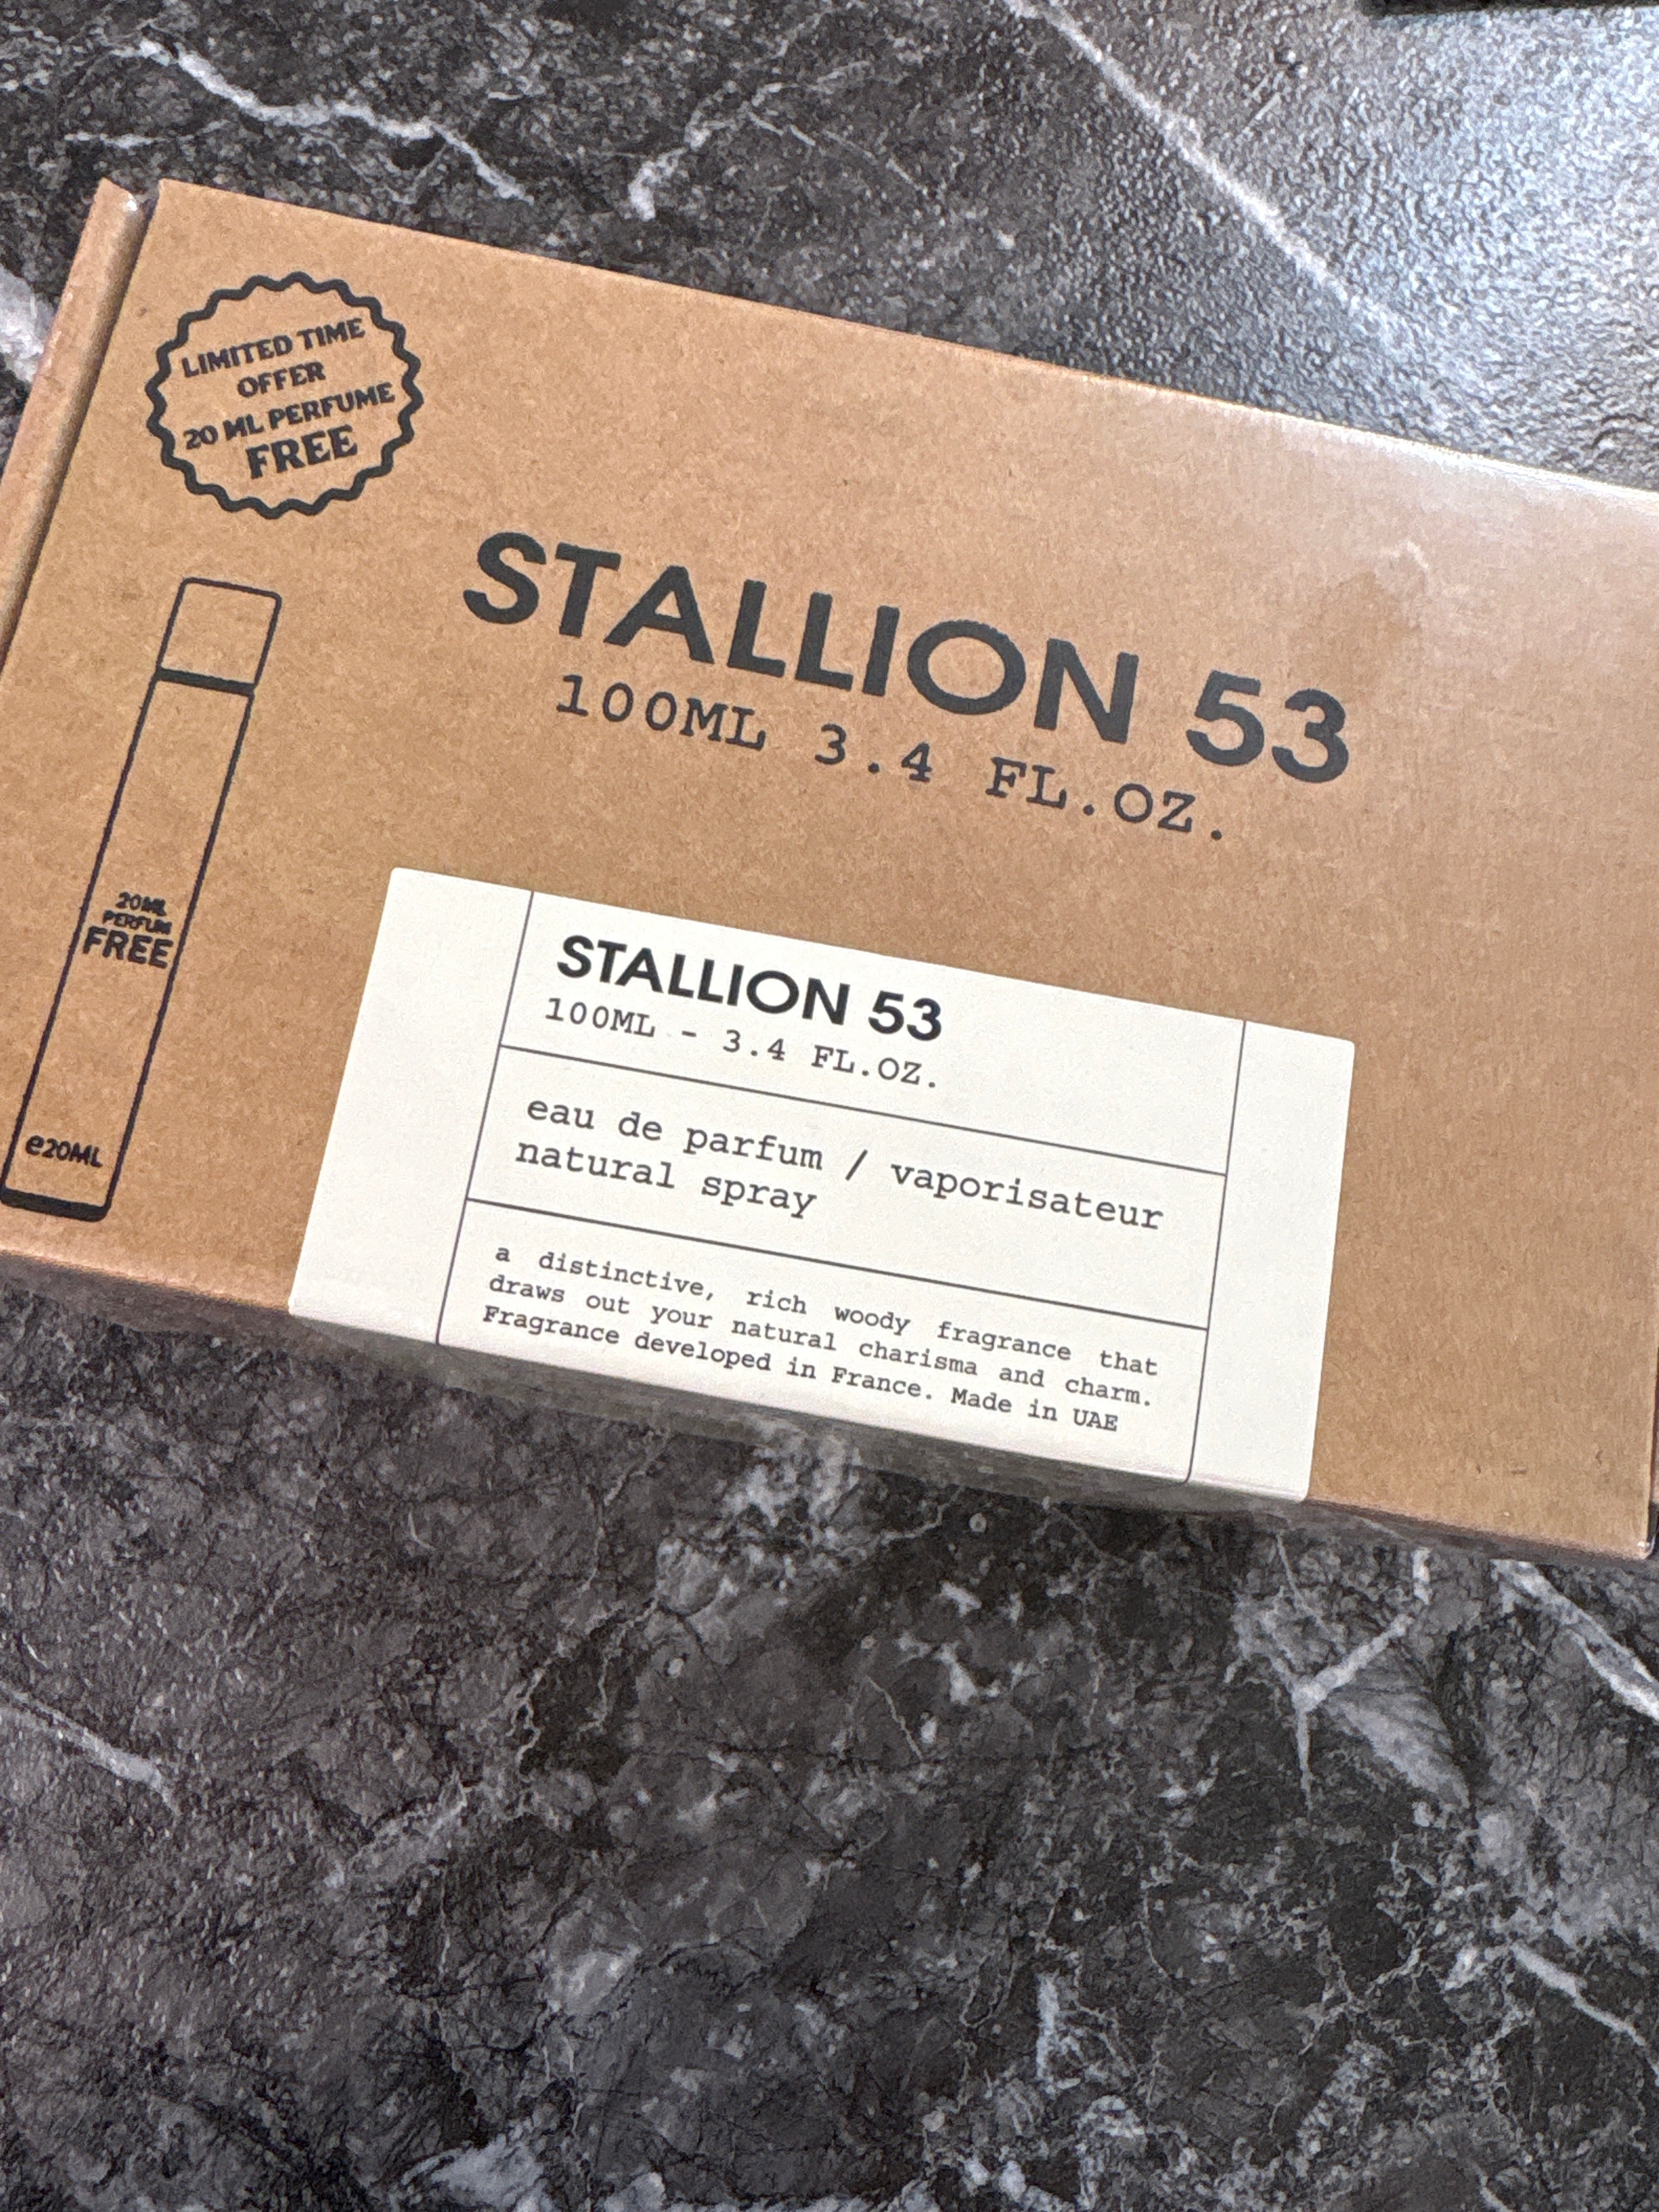 LIMITED TIME
OFFER
20 ML PERFUME
FREE
STALLION 53
100ML 3.4 FL.OZ.
20ML
PERFUM
FREE
e20ML
STALLION 53
100ML - 3.4 FL.OZ.
eau de parfum / vaporisateur
natural spray
a distinctive, rich woody fragrance that
draws out your natural charisma and charm.
Fragrance developed in France. Made in UAE